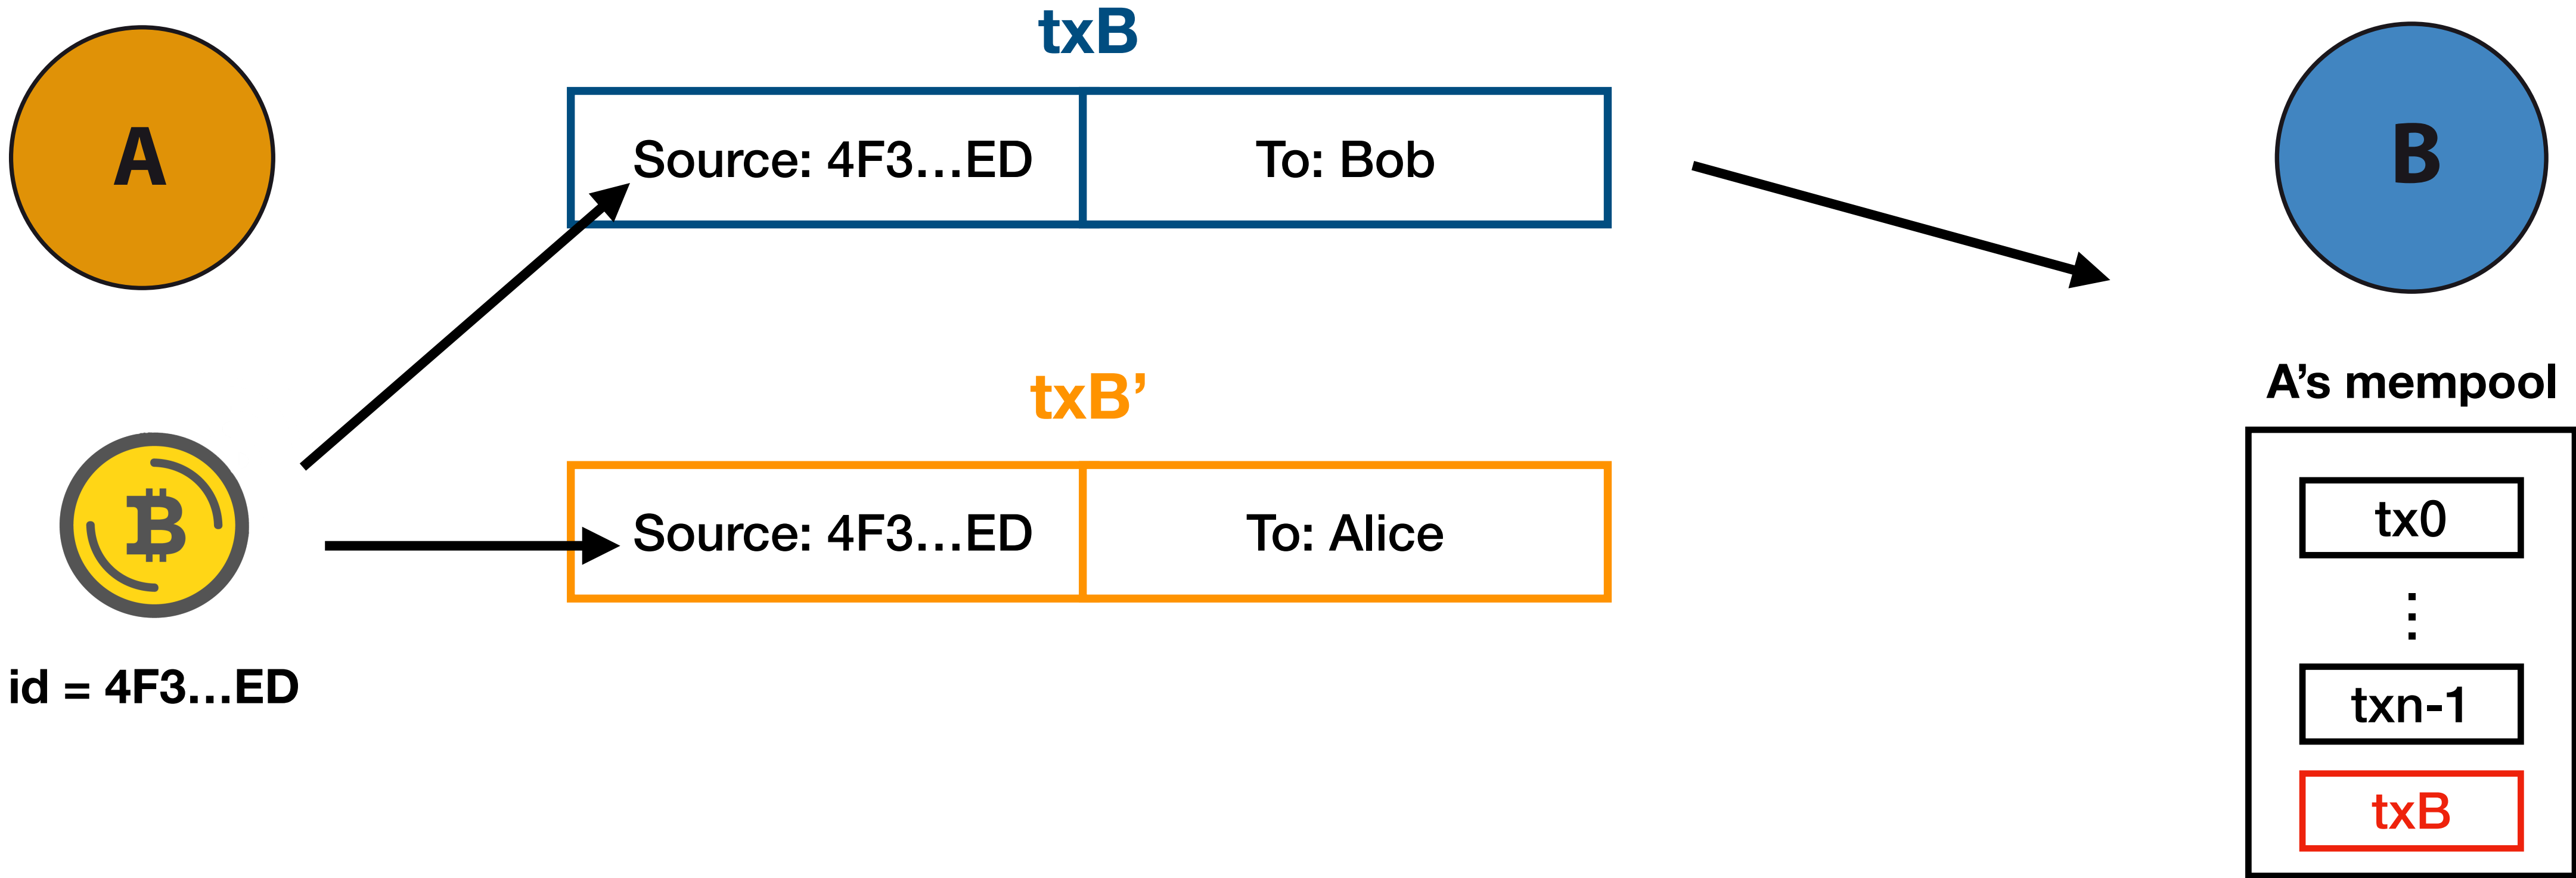 txB
A
Source: 4F3...ED
To: Bob
B
txB’
A’s mempool
₿
Source: 4F3...ED
To: Alice
tx0
⋮
id = 4F3...ED
txn-1
txB